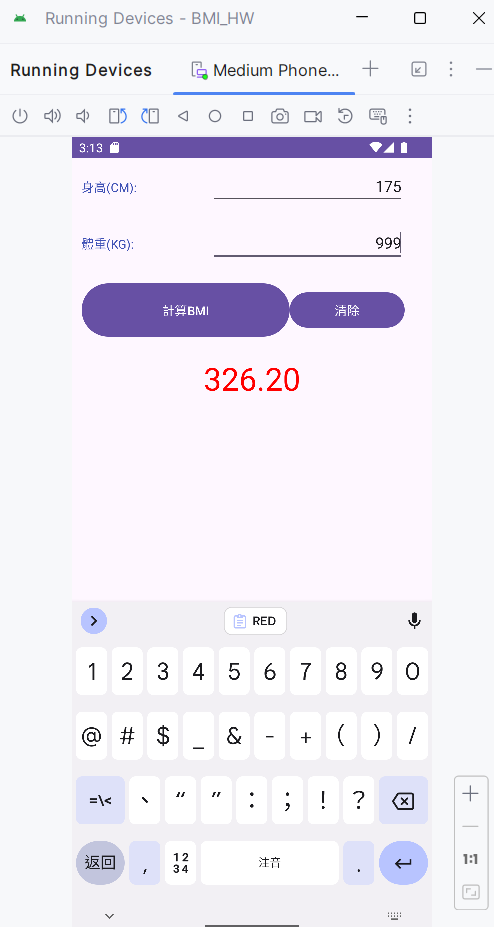 Running Devices - BMI_HW
Running Devices Medium Phone...
3:13
身高(CM): 175
體重(KG): 999
計算BMI 清除
326.20
RED
1 2 3 4 5 6 7 8 9 0
@ # $ _ & - + ( ) /
=\< 、 “ ” : ; ! ?
返回 , 1 2 3 4 注音 .
1:1